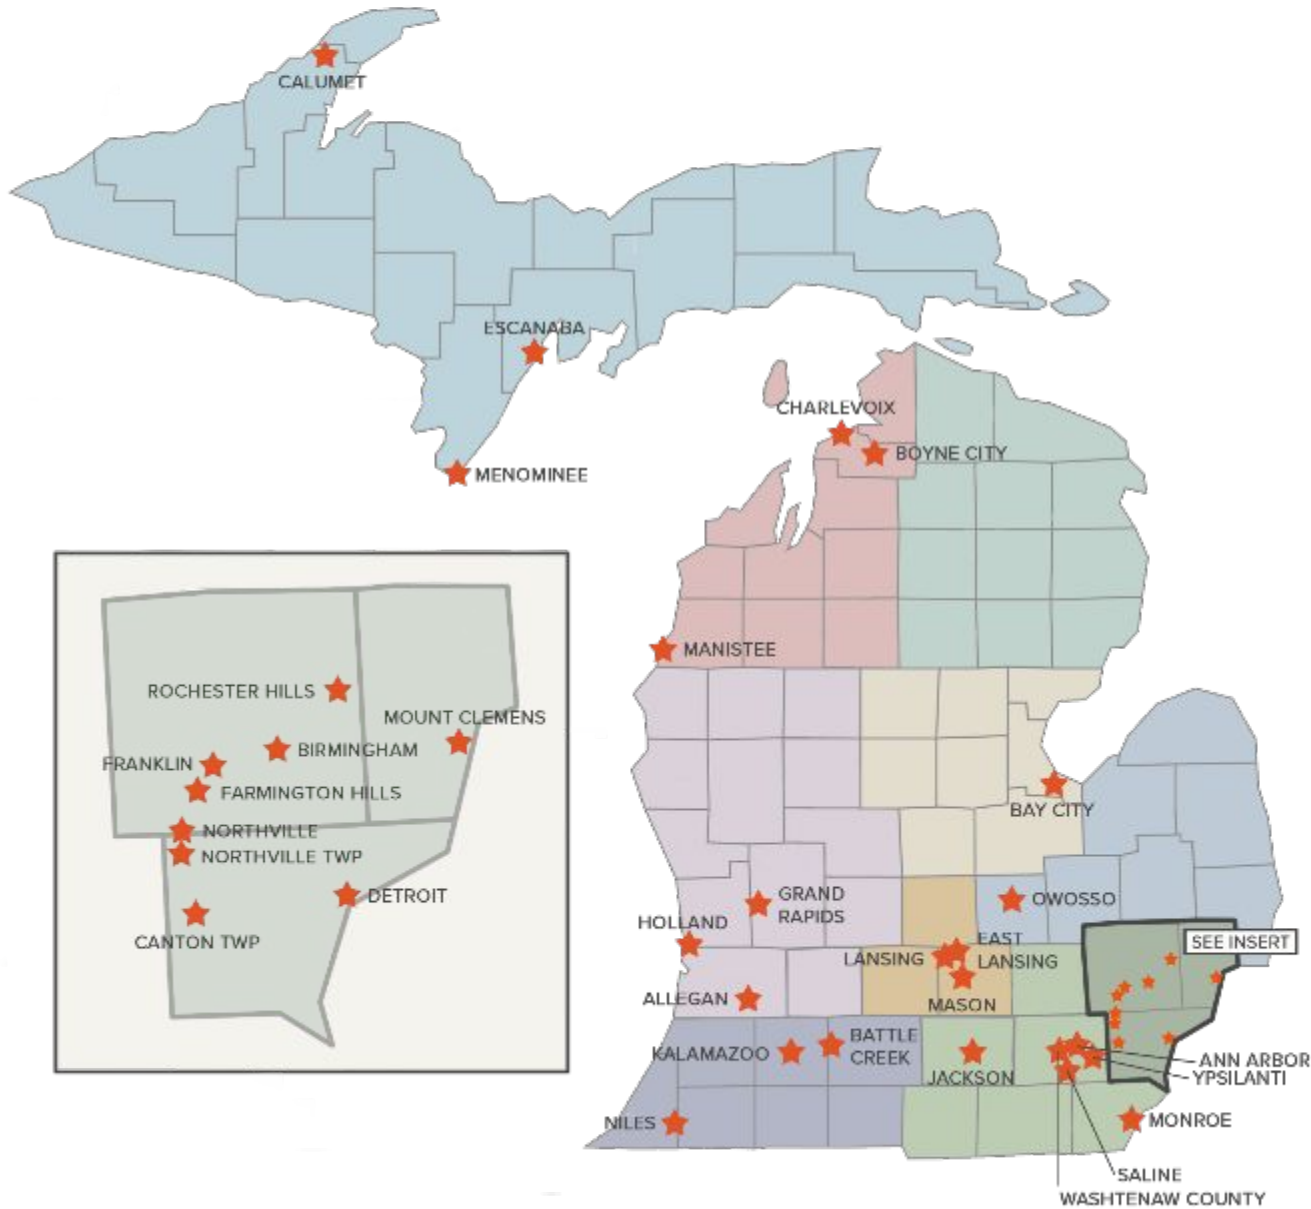 CALUMET
ESCANABA
MENOMINEE
CHARLEVOIX
BOYNE CITY
MANISTEE
ROCHESTER HILLS
MOUNT CLEMENS
BIRMINGHAM
FRANKLIN
FARMINGTON HILLS
NORTHVILLE
NORTHVILLE TWP
DETROIT
CANTON TWP
BAY CITY
GRAND
RAPIDS
OWOSSO
HOLLAND
EAST
LANSING
LANSING
SEE INSERT
ALLEGAN
MASON
KALAMAZOO
BATTLE
CREEK
JACKSON
ANN ARBOR
YPSILANTI
NILES
MONROE
SALINE
WASHTENAW COUNTY